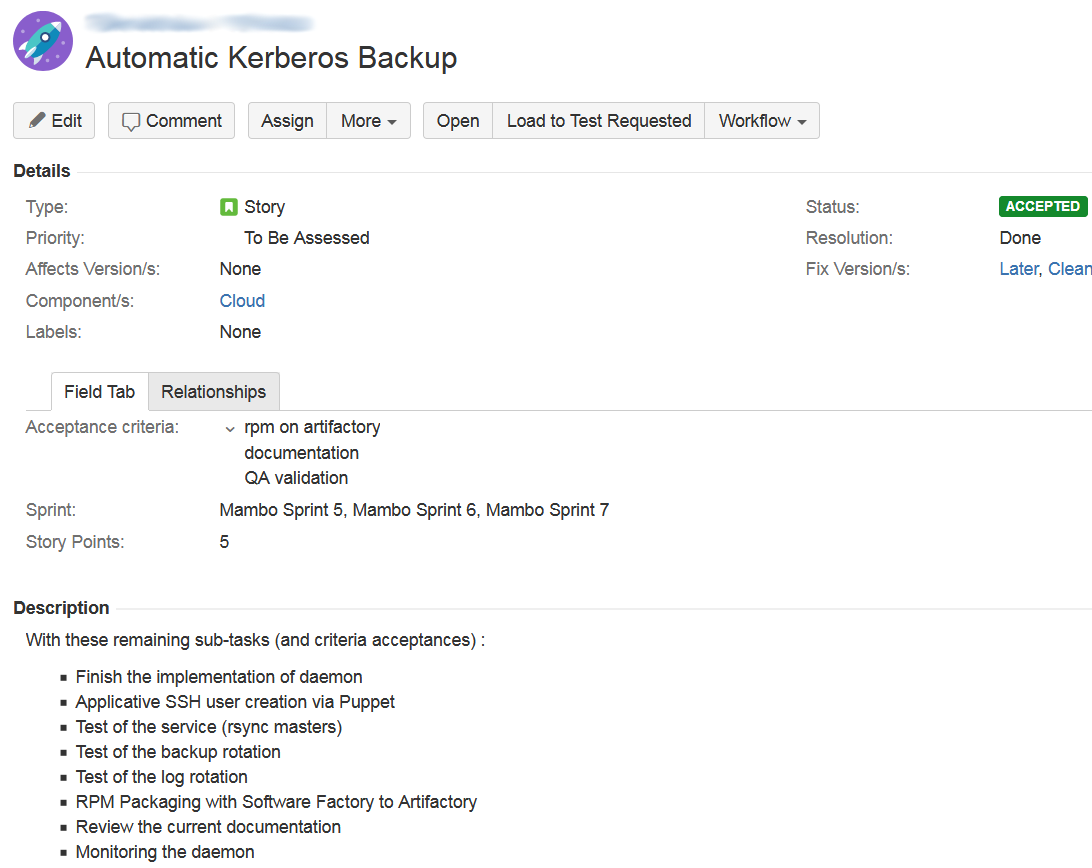 Automatic Kerberos Backup
Edit Comment Assign More Open Load to Test Requested Workflow
Details
Type: Story Status: ACCEPTED
Priority: To Be Assessed Resolution: Done
Affects Version/s: None Fix Version/s: Later, Clean
Component/s: Cloud
Labels: None
Field Tab Relationships
Acceptance criteria: rpm on artifactory
documentation
QA validation
Sprint: Mambo Sprint 5, Mambo Sprint 6, Mambo Sprint 7
Story Points: 5
Description
With these remaining sub-tasks (and criteria acceptances) :
Finish the implementation of daemon
Applicative SSH user creation via Puppet
Test of the service (rsync masters)
Test of the backup rotation
Test of the log rotation
RPM Packaging with Software Factory to Artifactory
Review the current documentation
Monitoring the daemon